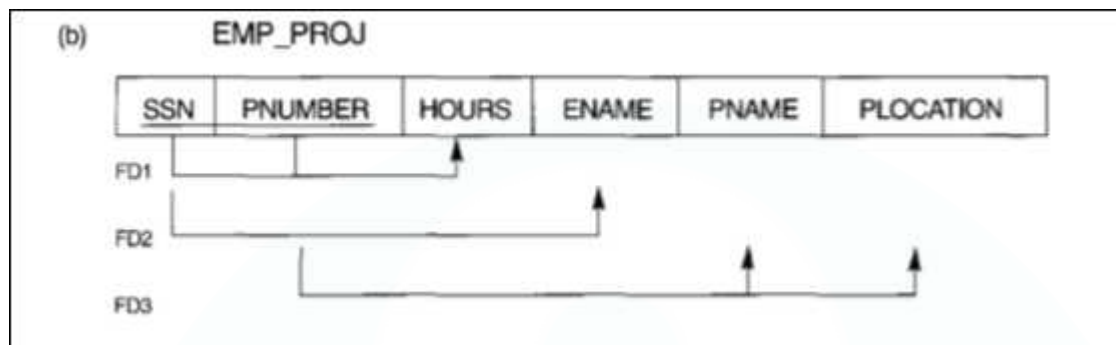 (b) EMP_PROJ
SSN PNUMBER HOURS ENAME PNAME PLOCATION
FD1
FD2
FD3